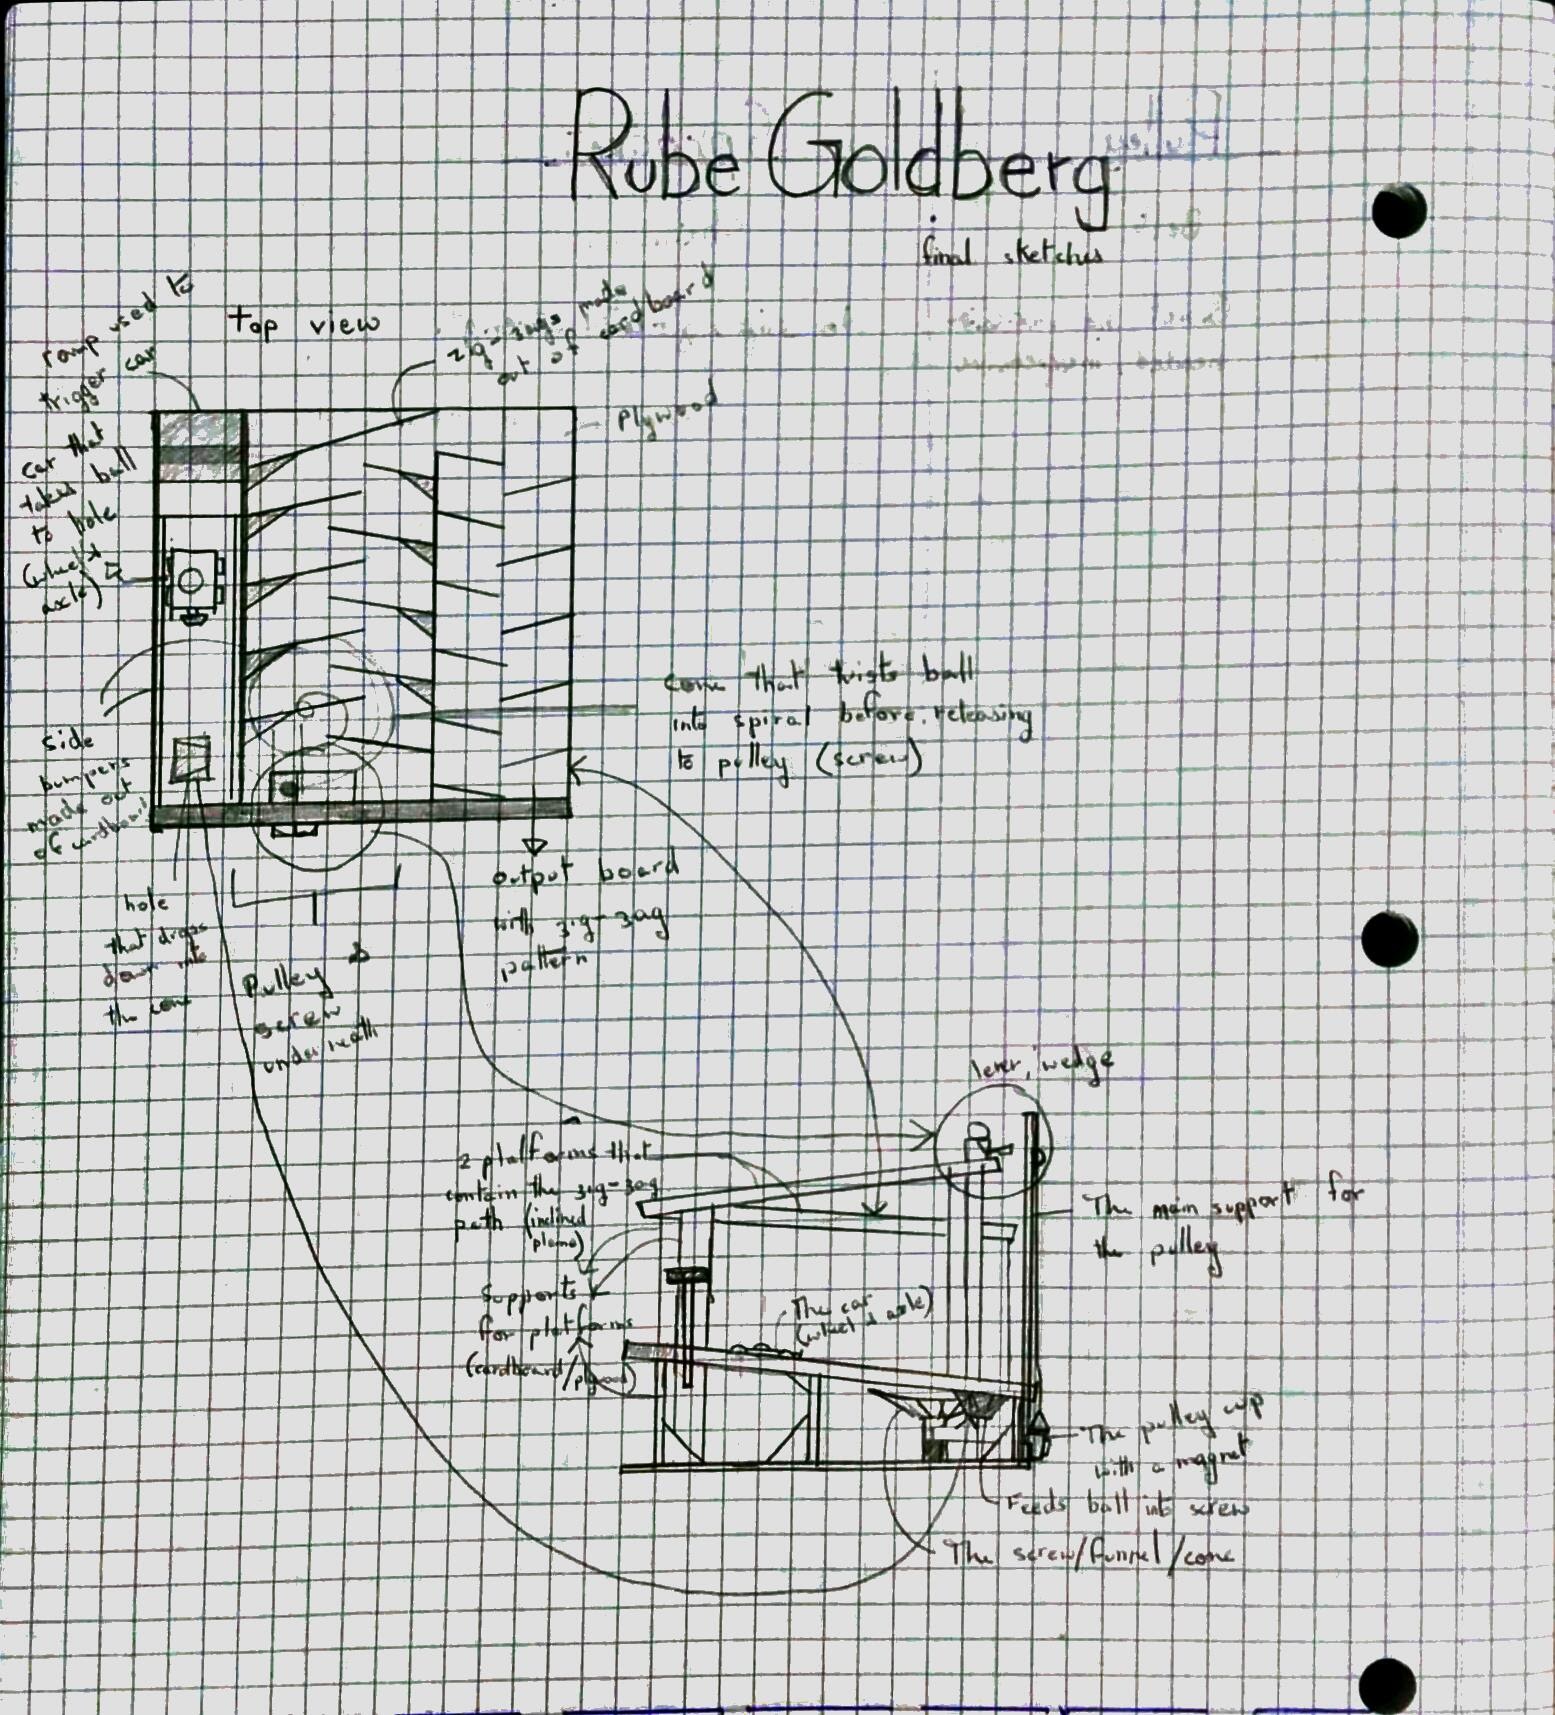 Rube Goldberg
final sketches
top view
ramp used to
trigger car
zig-zags made
out of cardboard
Plywood
car that
takes ball
to hole
(wheel &
axle)
side
bumpers
made out
of cardboard
cone that twists ball
into spiral before releasing
to pulley (screw)
output board
with zig-zag
pattern
hole
that drops
down into
the cone
Pulley &
screw
underneath
lever, wedge
2 platforms that
contain the zig-zag
path (inclined
plane)
The main support for
the pulley
Supports
for platforms
(cardboard/plywood)
The car
(wheel & axle)
The pulley cup
with a magnet
Feeds ball into screw
The screw/funnel/cone